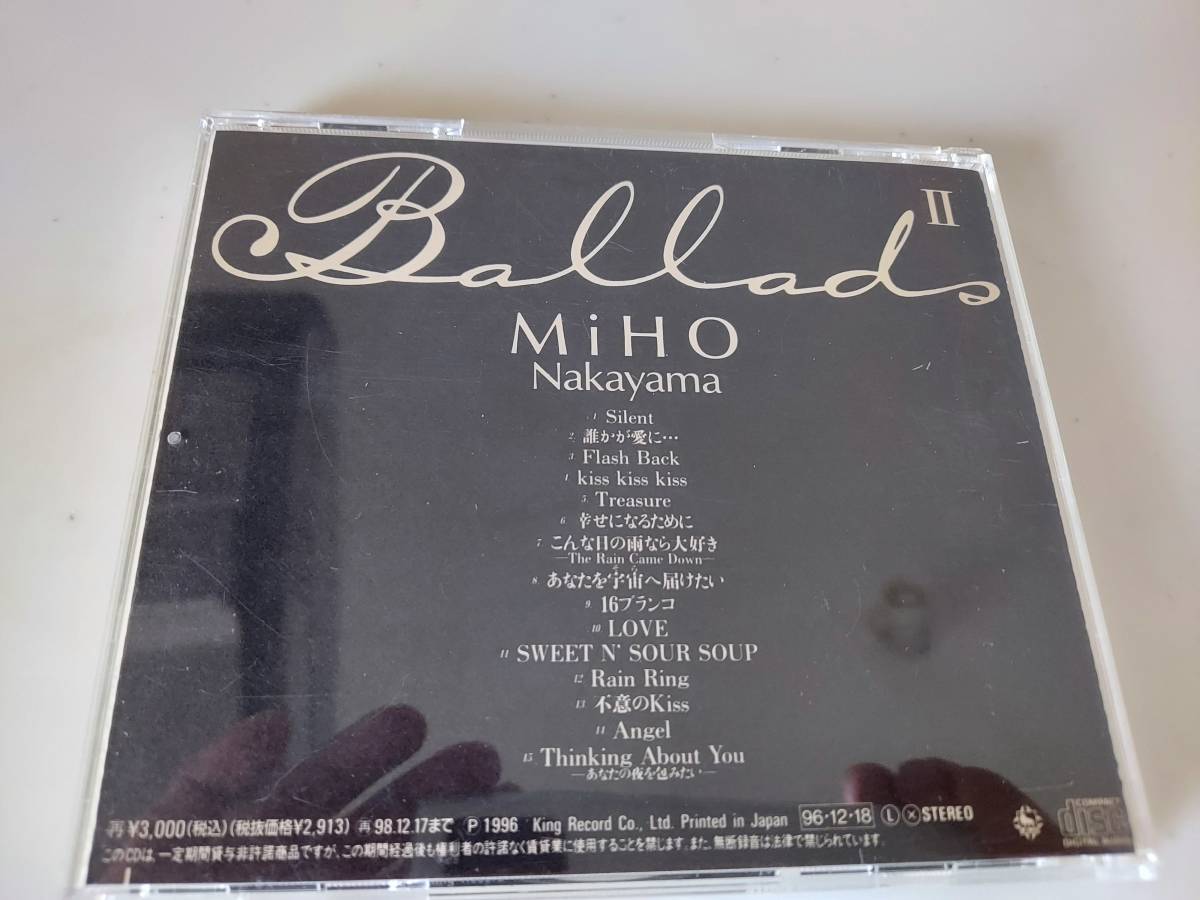 Ballads II
MiHO
Nakayama
1. Silent
2. 誰かが愛に…
3. Flash Back
4. kiss kiss kiss
5. Treasure
6. 幸せになるために
7. こんな日の雨なら大好き
—The Rain Came Down—
8. あなたを宇宙へ届けたい
9. 16ブランコ
10. LOVE
11. SWEET N' SOUR SOUP
12. Rain Ring
13. 不意のKiss
14. Angel
15. Thinking About You
—あなたの夜を包みたい—
再 ¥3,000(税込)(税抜価格¥2,913) 再 98.12.17まで Ⓟ 1996 King Record Co., Ltd. Printed in Japan 96・12・18 Ⓛ ⓧ STEREO
このCDは、一定期間貸与非許諾商品ですが、この期間経過後も権利者の許諾なく賃貸業に使用することを禁じます。また、無断録音は法律で禁じられています。
COMPACT
disc
DIGITAL AUDIO